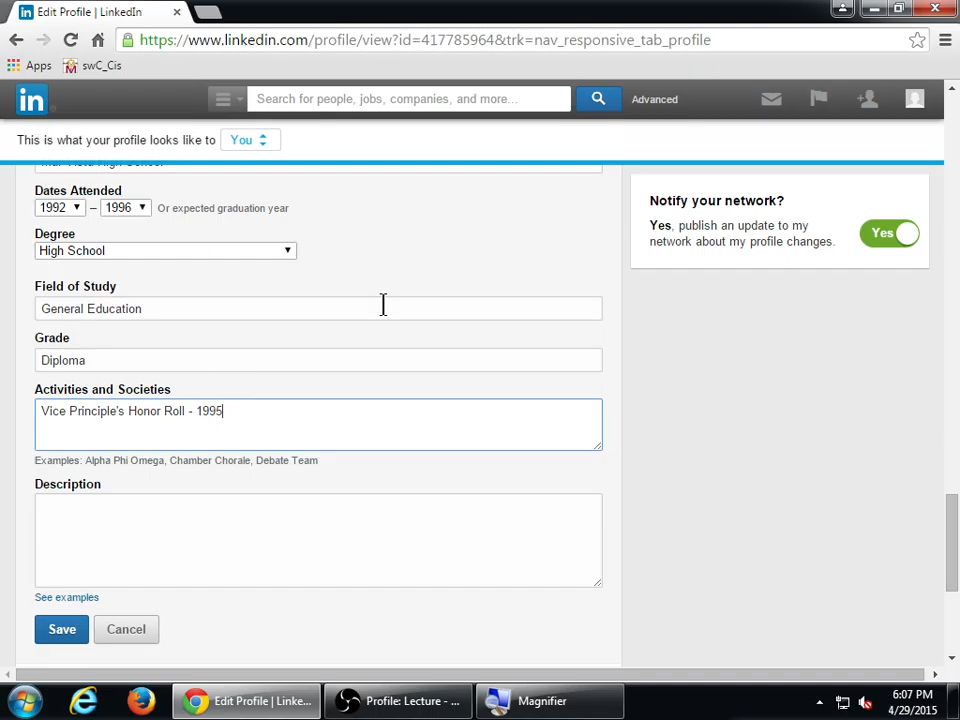 Edit Profile | LinkedIn
https://www.linkedin.com/profile/view?id=417785964&trk=nav_responsive_tab_profile
Apps swC_Cis
in Search for people, jobs, companies, and more... Advanced
This is what your profile looks like to You
Dates Attended
1992 – 1996 Or expected graduation year
Degree
High School
Field of Study
General Education
Grade
Diploma
Activities and Societies
Vice Principle's Honor Roll - 1995
Examples: Alpha Phi Omega, Chamber Chorale, Debate Team
Description
See examples
Save Cancel
Notify your network?
Yes, publish an update to my
network about my profile changes.
Yes
Edit Profile | Linke... Profile: Lecture - ... Magnifier
6:07 PM
4/29/2015